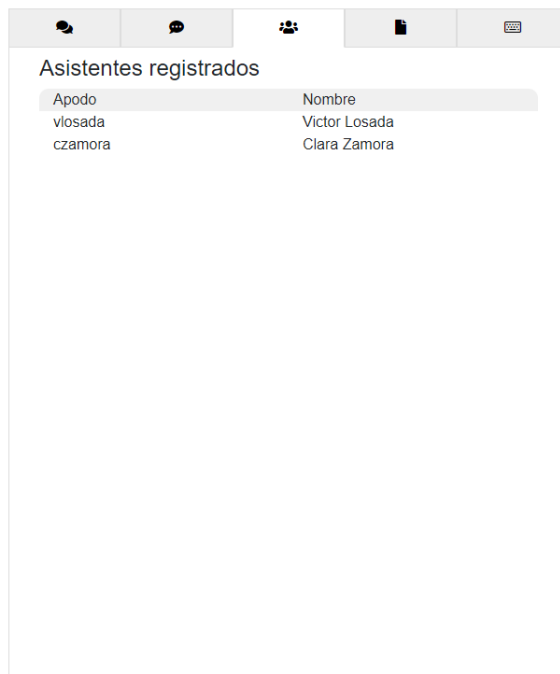 Asistentes registrados
Apodo Nombre
vlosada Victor Losada
czamora Clara Zamora